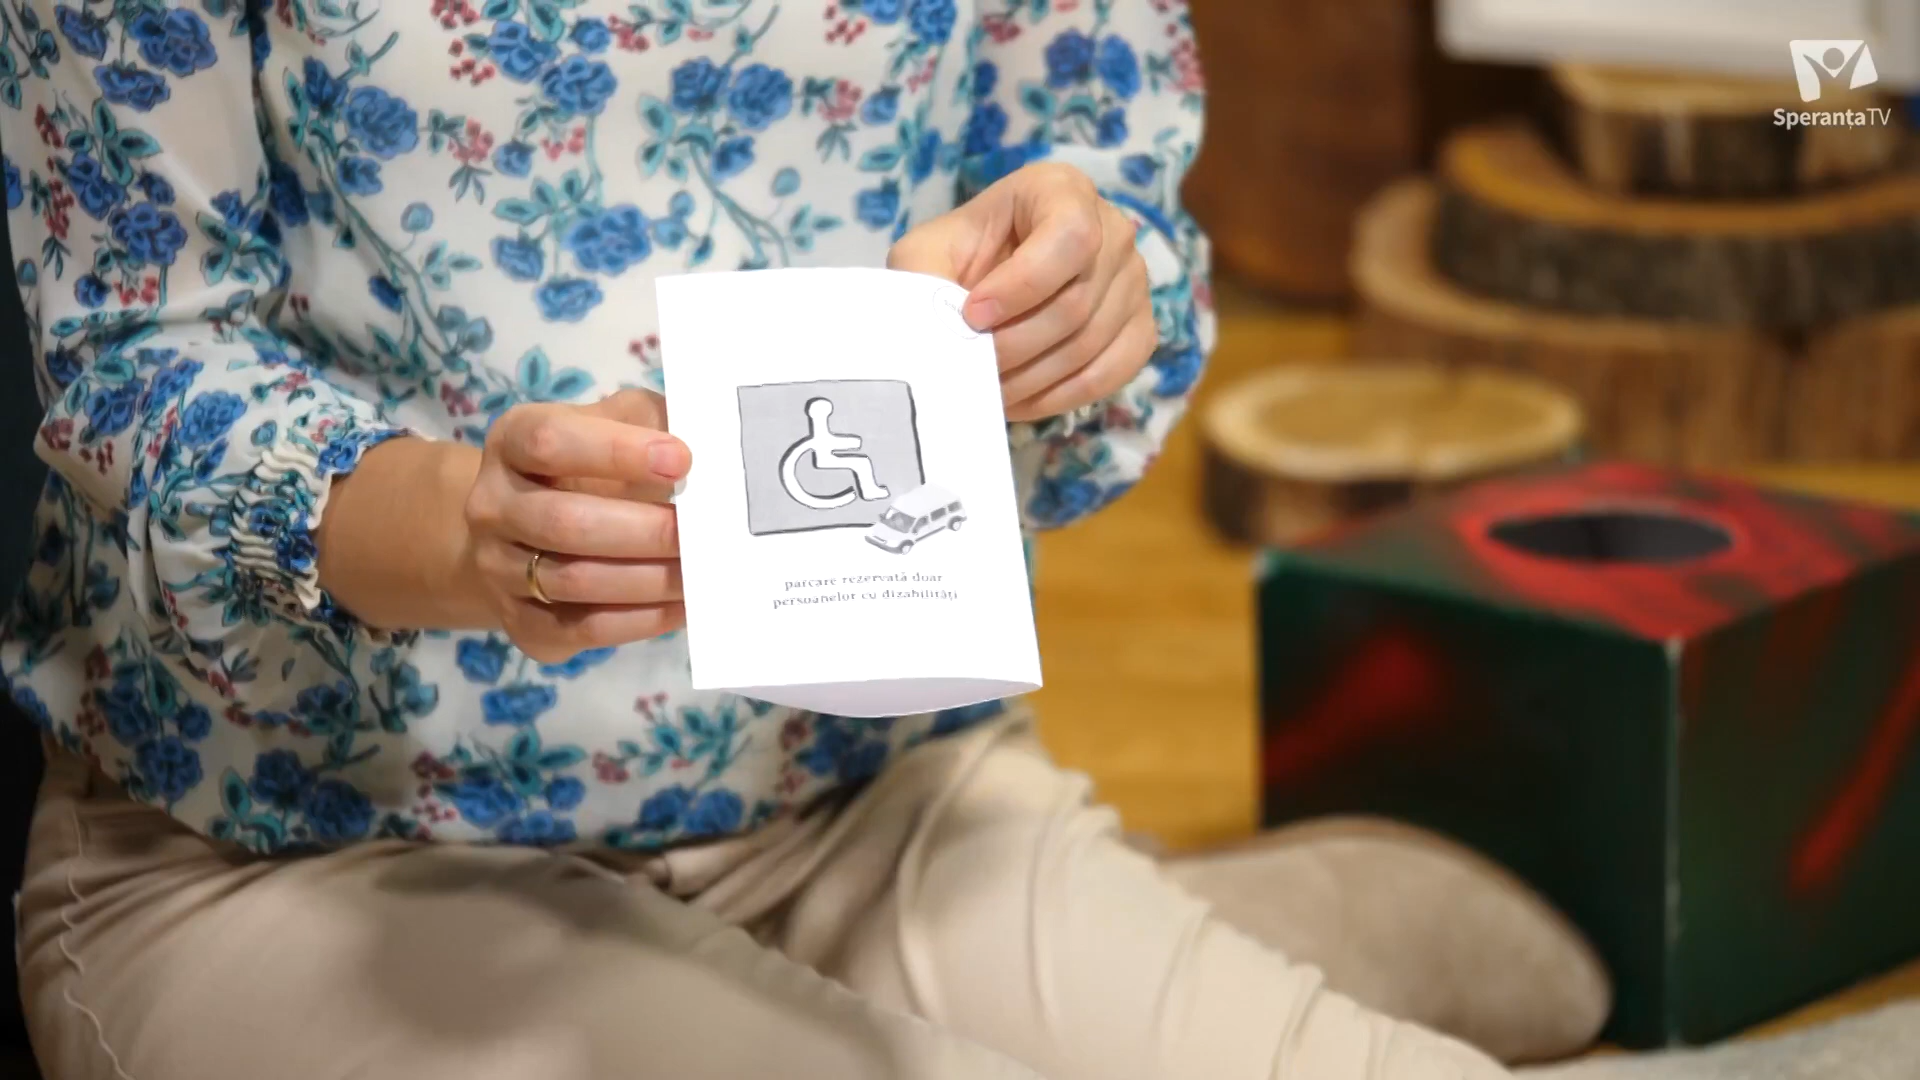 SperanțaTV
parcare rezervată doar
persoanelor cu dizabilități